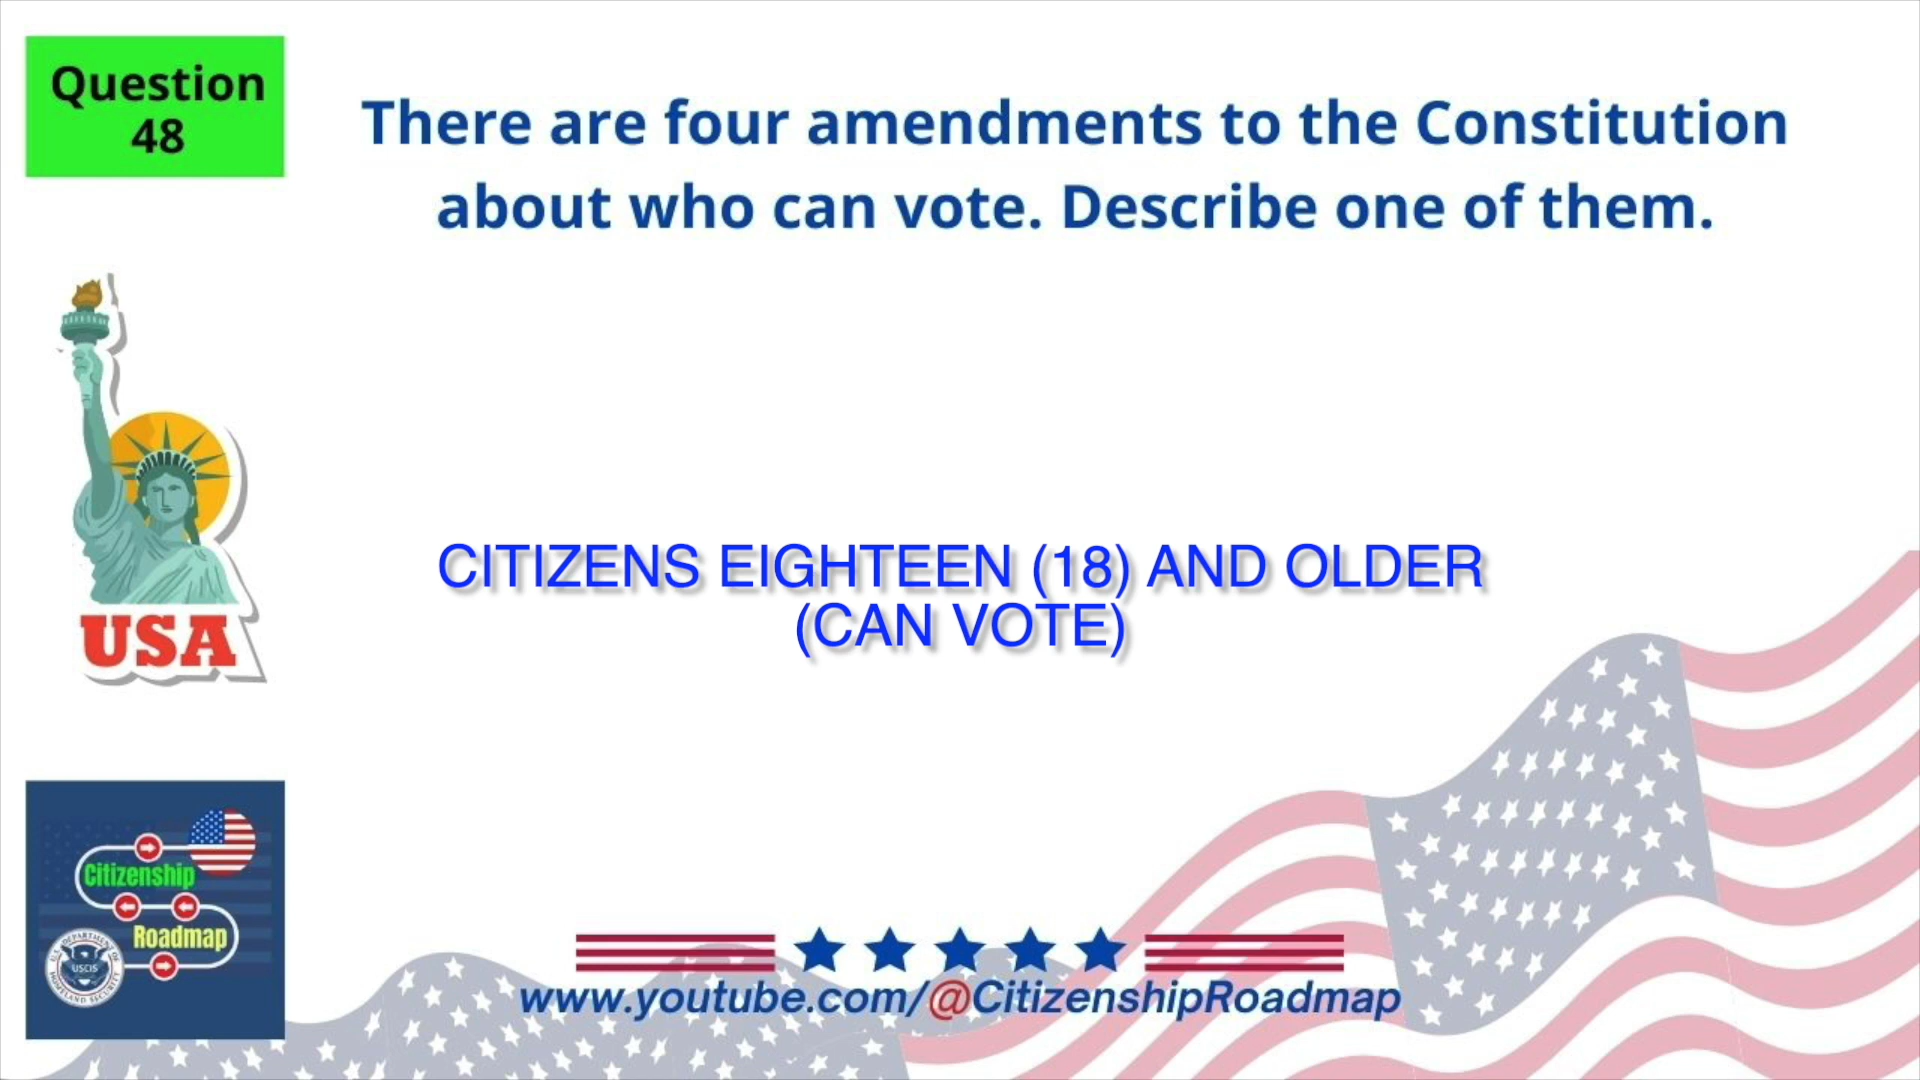 Question
48
There are four amendments to the Constitution
about who can vote. Describe one of them.
USA
CITIZENS EIGHTEEN (18) AND OLDER
(CAN VOTE)
Citizenship
Roadmap
USCIS
www.youtube.com/@CitizenshipRoadmap